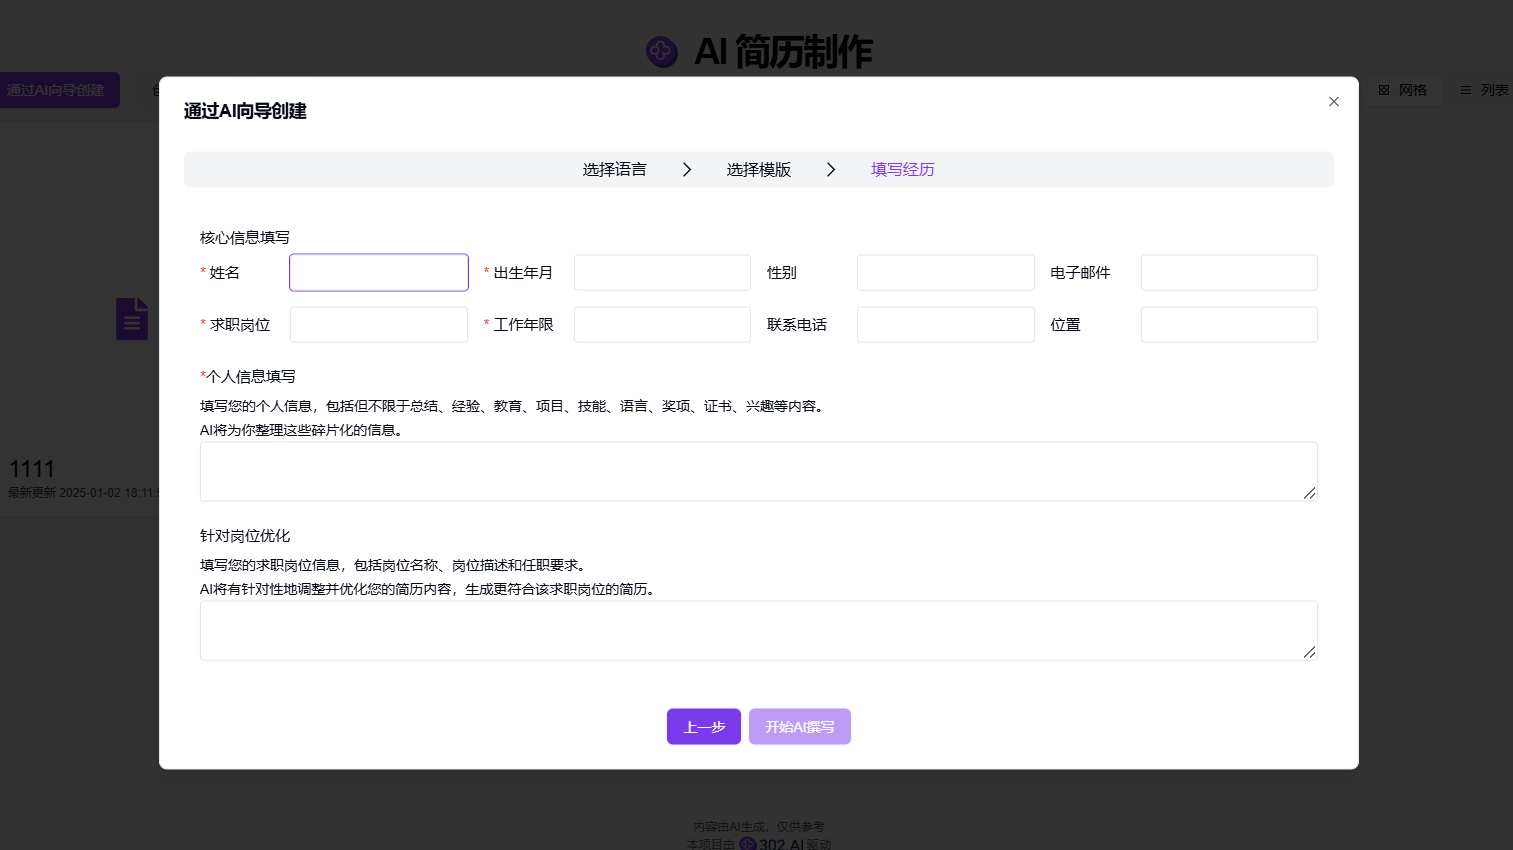 AI 简历制作
通过AI向导创建
网格
列表
通过AI向导创建
选择语言
选择模版
填写经历
核心信息填写
* 姓名
* 出生年月
性别
电子邮件
* 求职岗位
* 工作年限
联系电话
位置
*个人信息填写
填写您的个人信息，包括但不限于总结、经验、教育、项目、技能、语言、奖项、证书、兴趣等内容。
AI将为你整理这些碎片化的信息。
1111
最新更新 2025-01-02 18:11:
针对岗位优化
填写您的求职岗位信息，包括岗位名称、岗位描述和任职要求。
AI将有针对性地调整并优化您的简历内容，生成更符合该求职岗位的简历。
上一步
开始AI撰写
内容由AI生成，仅供参考
本项目由 302.AI 驱动